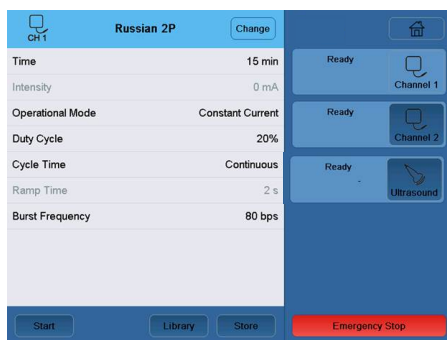 CH 1
Russian 2P
Change
Time 15 min
Intensity 0 mA
Operational Mode Constant Current
Duty Cycle 20%
Cycle Time Continuous
Ramp Time 2 s
Burst Frequency 80 bps
Start
Library
Store
Ready
Channel 1
Ready
Channel 2
Ready
Ultrasound
Emergency Stop